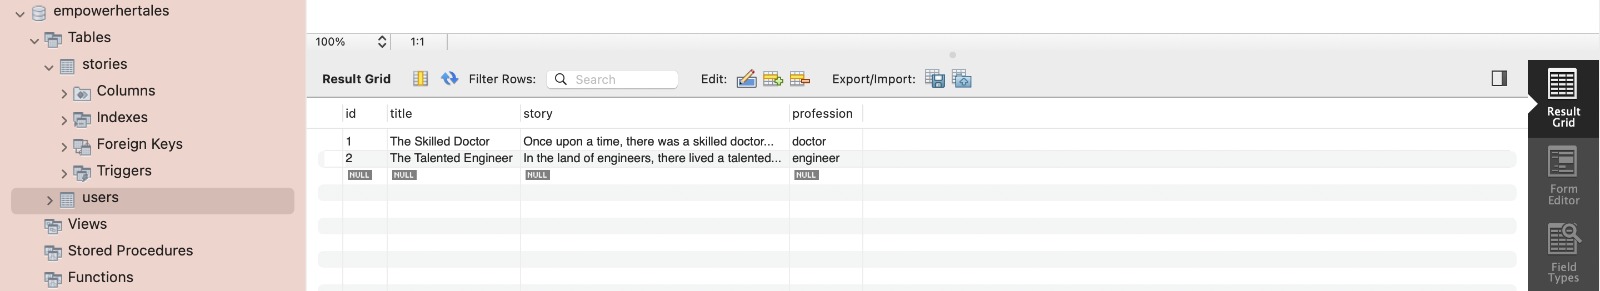 empowerhertales
Tables
stories
Columns
Indexes
Foreign Keys
Triggers
users
Views
Stored Procedures
Functions
100% 1:1
Result Grid Filter Rows: Search Edit: Export/Import:
id title story profession
1 The Skilled Doctor Once upon a time, there was a skilled doctor... doctor
2 The Talented Engineer In the land of engineers, there lived a talented... engineer
NULL NULL NULL NULL
Result
Grid
Form
Editor
Field
Types